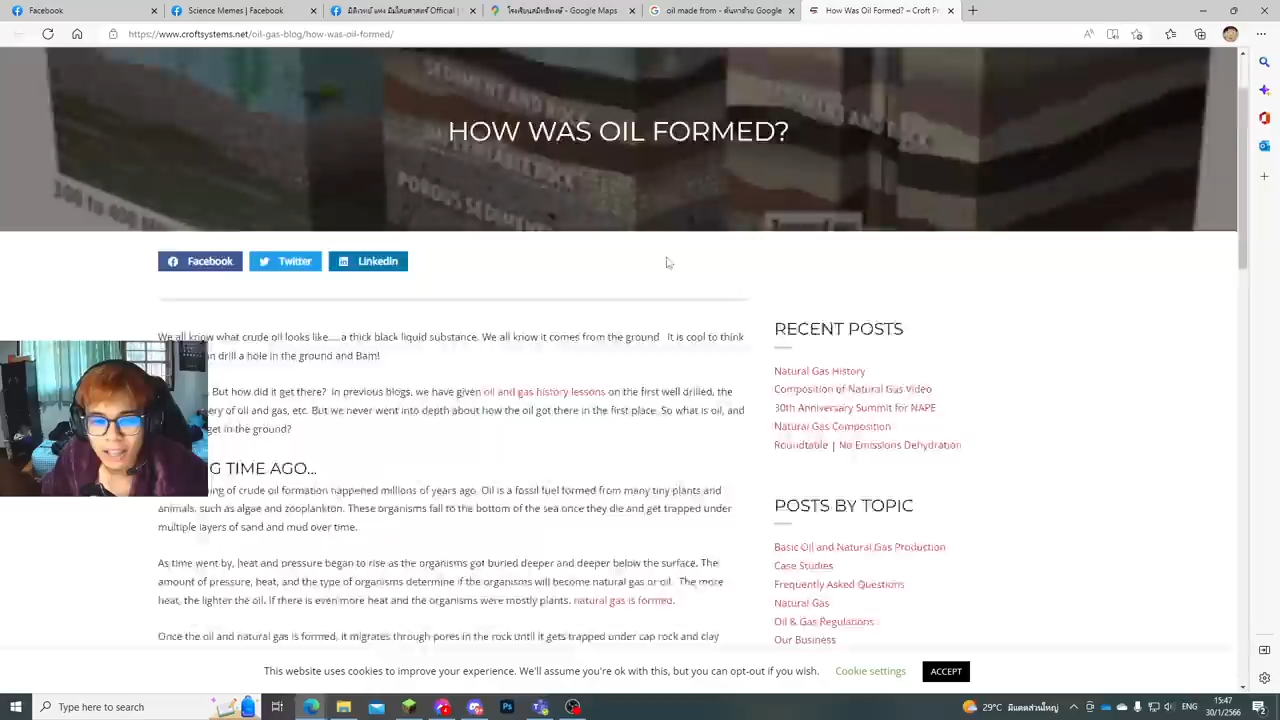 Facebook
Science Memes | Facebook
Google Maps
oil made from - ค้นหาด้วย Google
How Was Oil Formed? – Croft Pr
https://www.croftsystems.net/oil-gas-blog/how-was-oil-formed/
SEDIMENT AND
POROUS SEDIMENT
HOW WAS OIL FORMED?
Facebook
Twitter
LinkedIn
We all know what crude oil looks like
a thick black liquid substance. We all know it comes from the ground
It is cool to think
n drill a hole in the ground and Bam!
But how did it get there? In previous blogs, we have given oil and gas history lessons on the first well drilled, the
ry of oil and gas, etc. But we never went into depth about how the oil got there in the first place. So what is oil, and
get in the ground?
G TIME AGO...
ng of crude oil formation happened millions of years ago. Oil is a fossil fuel formed from many tiny plants and
animals, such as algae and zooplankton. These organisms fall to the bottom of the sea once they die and get trapped under
multiple layers of sand and mud over time.
As time went by, heat and pressure began to rise as the organisms got buried deeper and deeper below the surface. The
amount of pressure, heat, and the type of organisms determine if the organisms will become natural gas or oil. The more
heat, the lighter the oil. If there is even more heat and the organisms were mostly plants, natural gas is formed.
Once the oil and natural gas is formed, it migrates through pores in the rock until it gets trapped under cap rock and clay
RECENT POSTS
Natural Gas History
Composition of Natural Gas Video
30th Anniversary Summit for NAPE
Natural Gas Composition
Roundtable | No Emissions Dehydration
POSTS BY TOPIC
Basic Oil and Natural Gas Production
Case Studies
Frequently Asked Questions
Natural Gas
Oil & Gas Regulations
Our Business
This website uses cookies to improve your experience. We'll assume you're ok with this, but you can opt-out if you wish.
Cookie settings
ACCEPT
Type here to search
29°C มีแดดส่วนใหญ่
15:47
30/1/2566